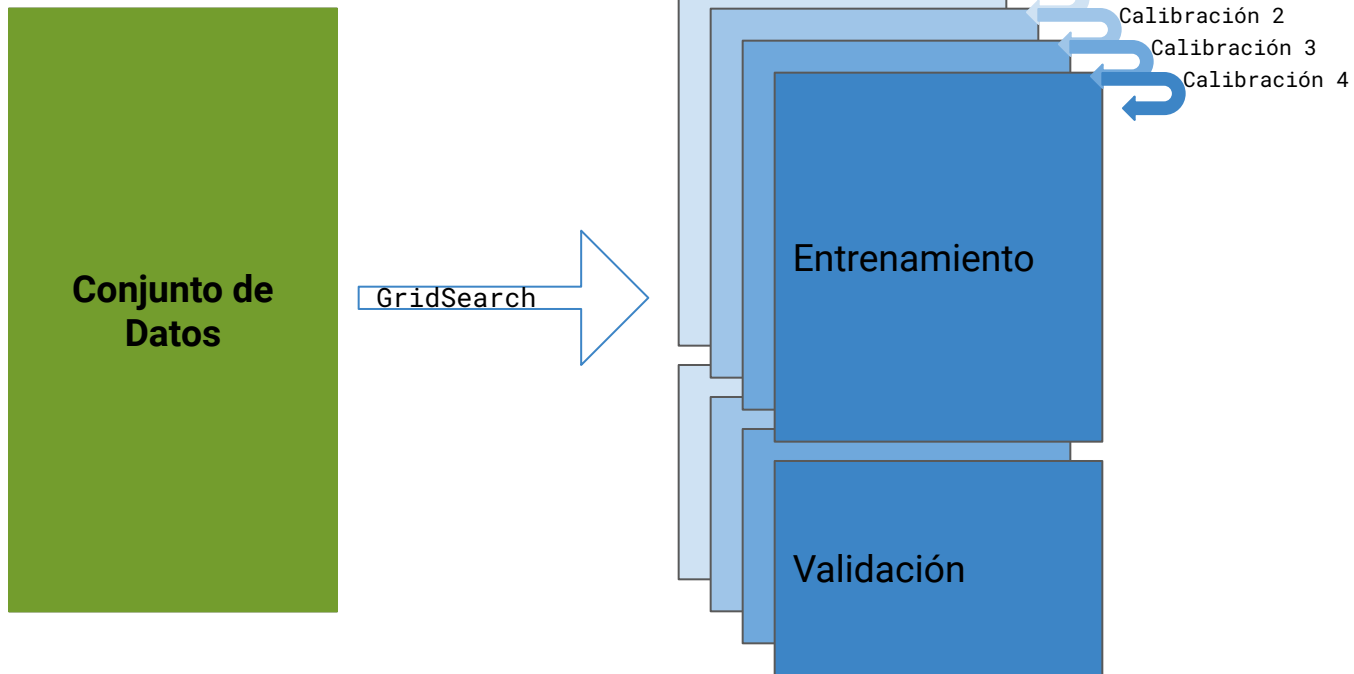 Calibración 2
Calibración 3
Calibración 4
Entrenamiento
Conjunto de
Datos
GridSearch
Validación